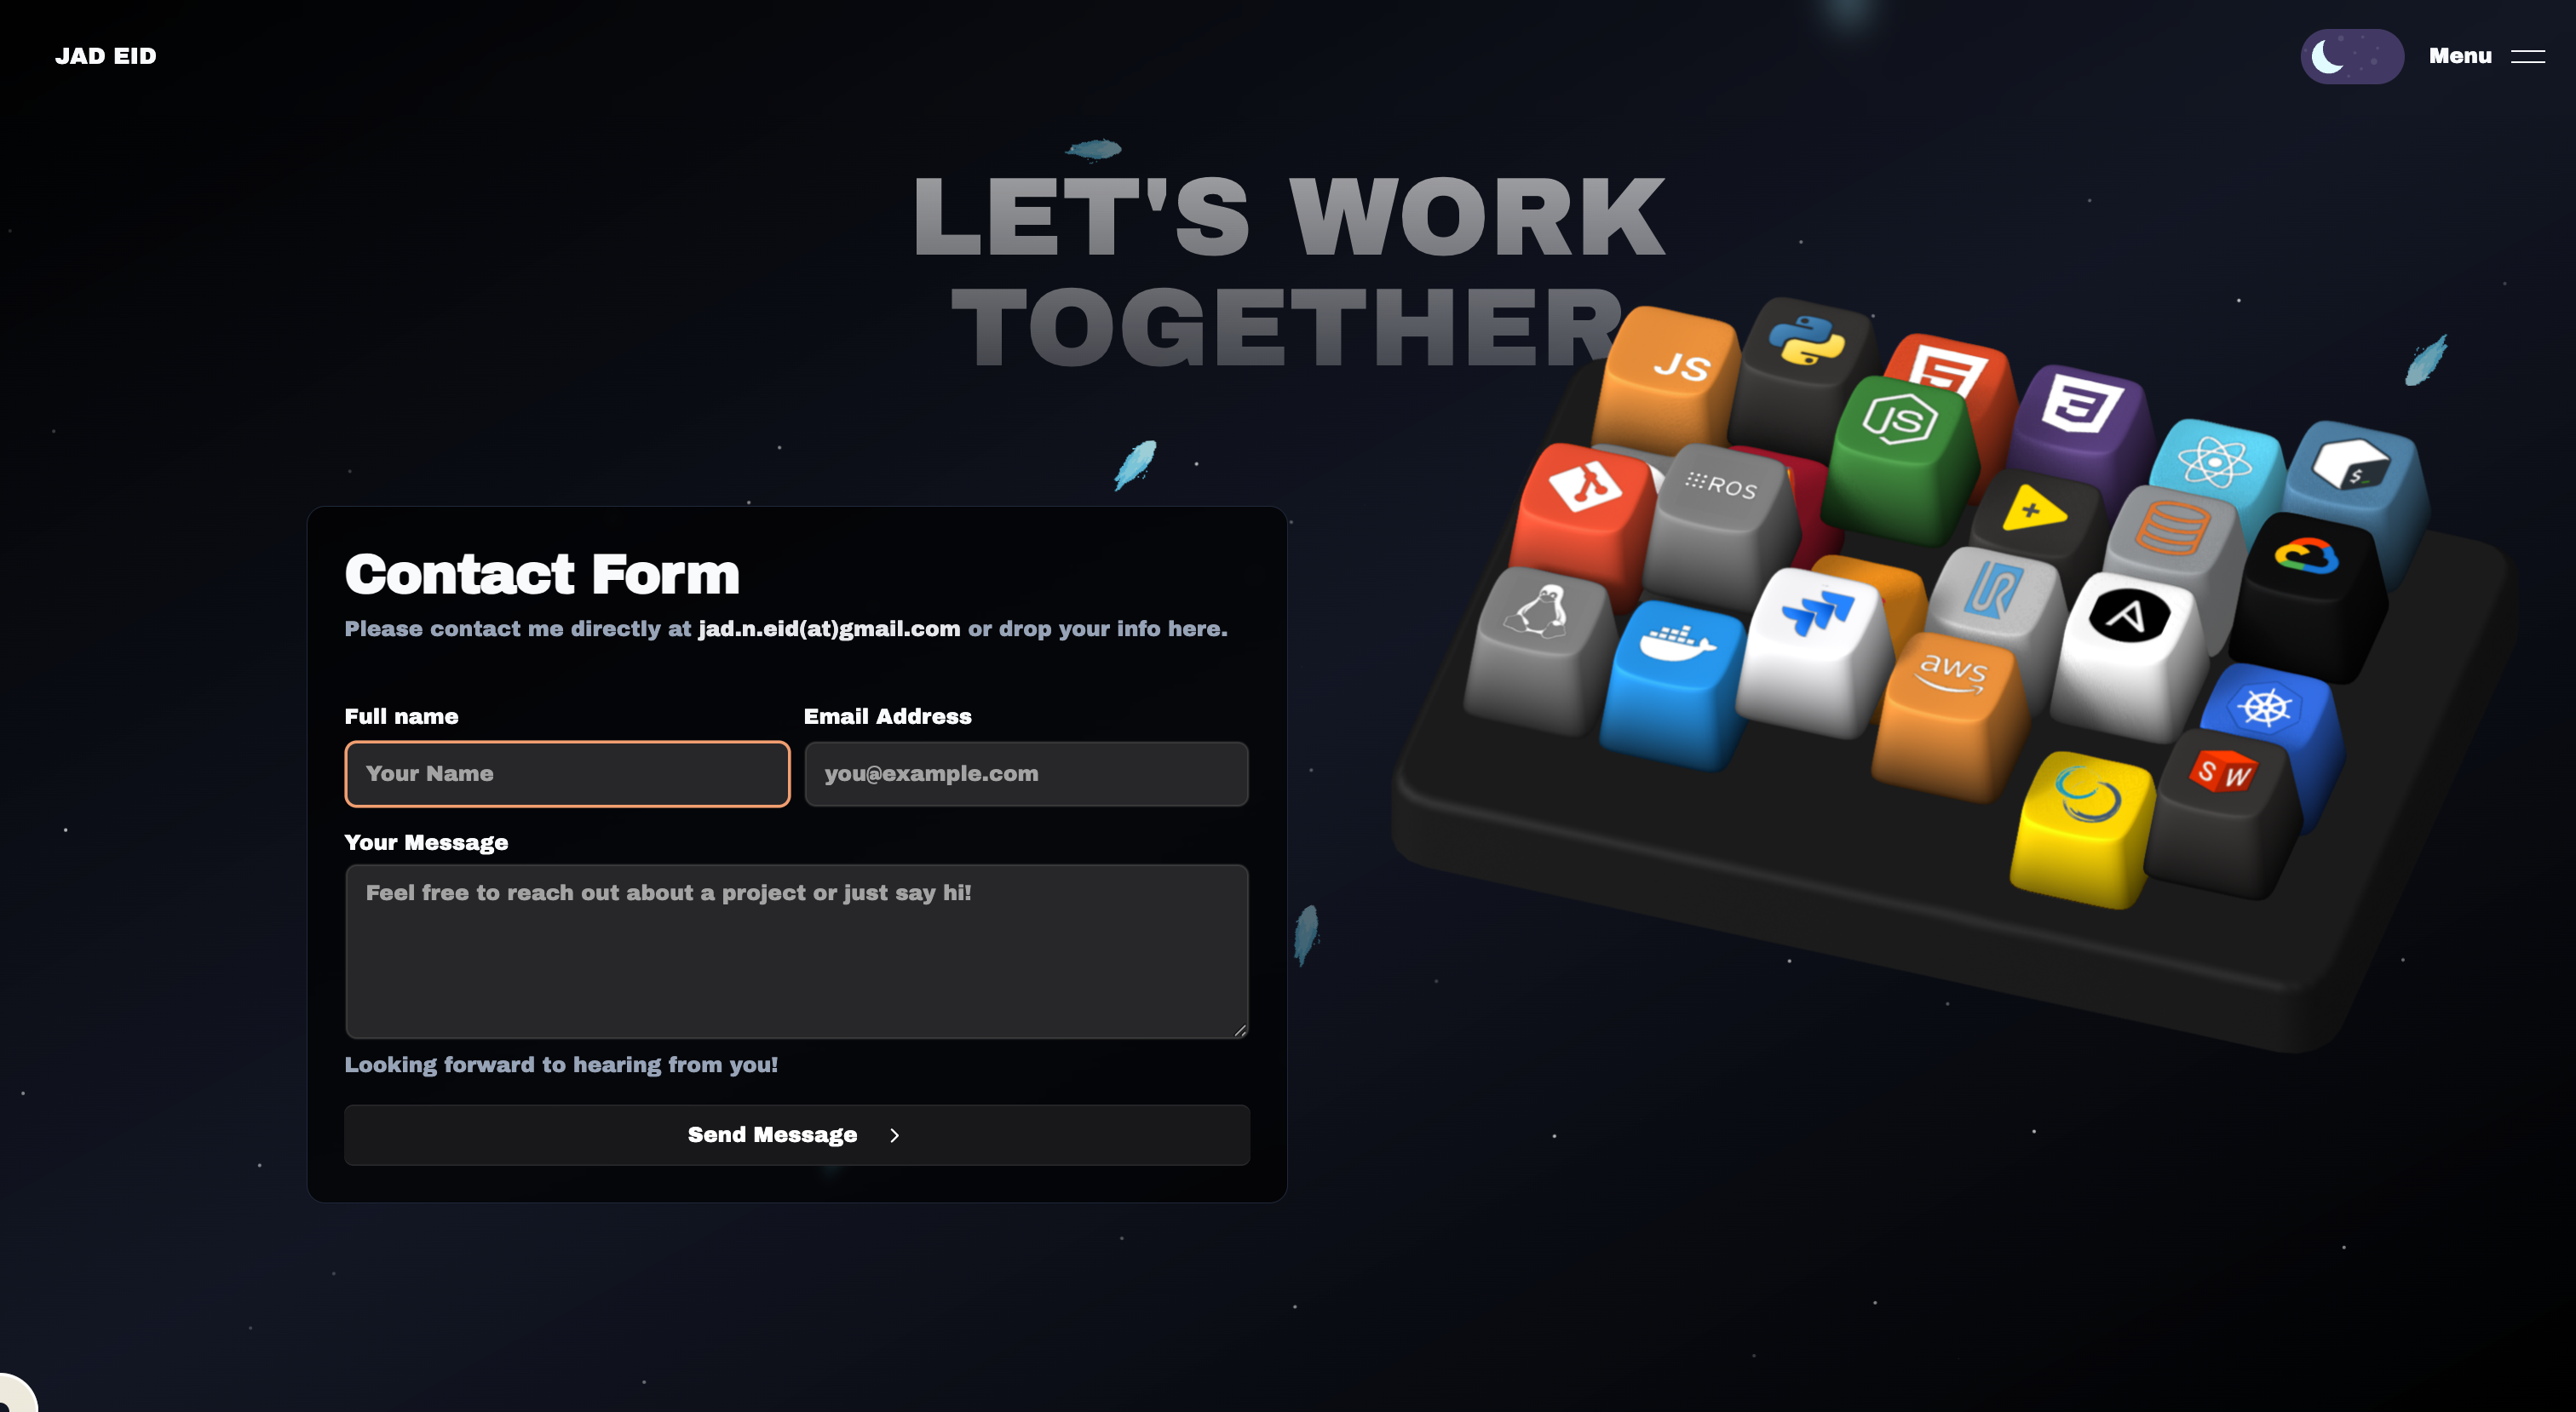 JAD EID
Menu
LET'S WORK
TOGETHER
JS
JS
$_
ROS
Contact Form
Please contact me directly at jad.n.eid(at)gmail.com or drop your info here.
aws
Full name
Email Address
Your Name
you@example.com
S W
Your Message
Feel free to reach out about a project or just say hi!
Looking forward to hearing from you!
Send Message